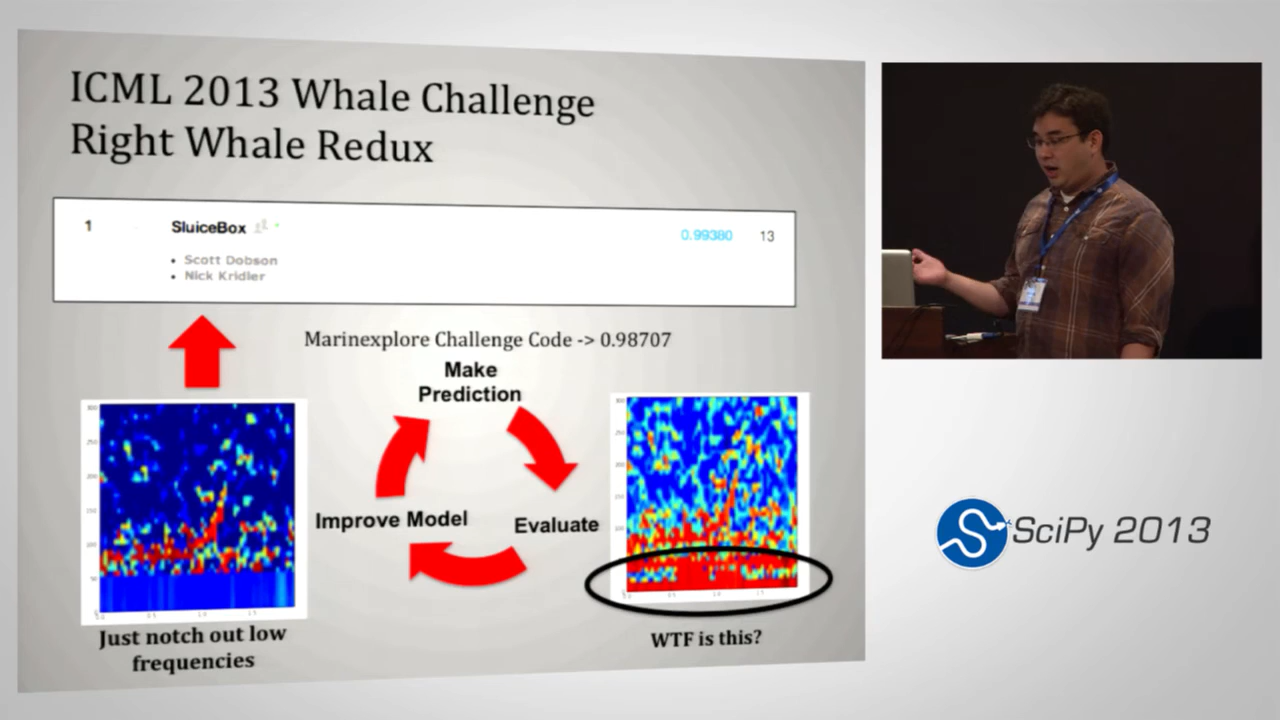 ICML 2013 Whale Challenge
Right Whale Redux
1 SluiceBox 0.99380 13
• Scott Dobson
• Nick Kridler
Marinexplore Challenge Code -> 0.98707
Make
Prediction
Improve Model
Evaluate
Just notch out low
frequencies
WTF is this?
SciPy 2013